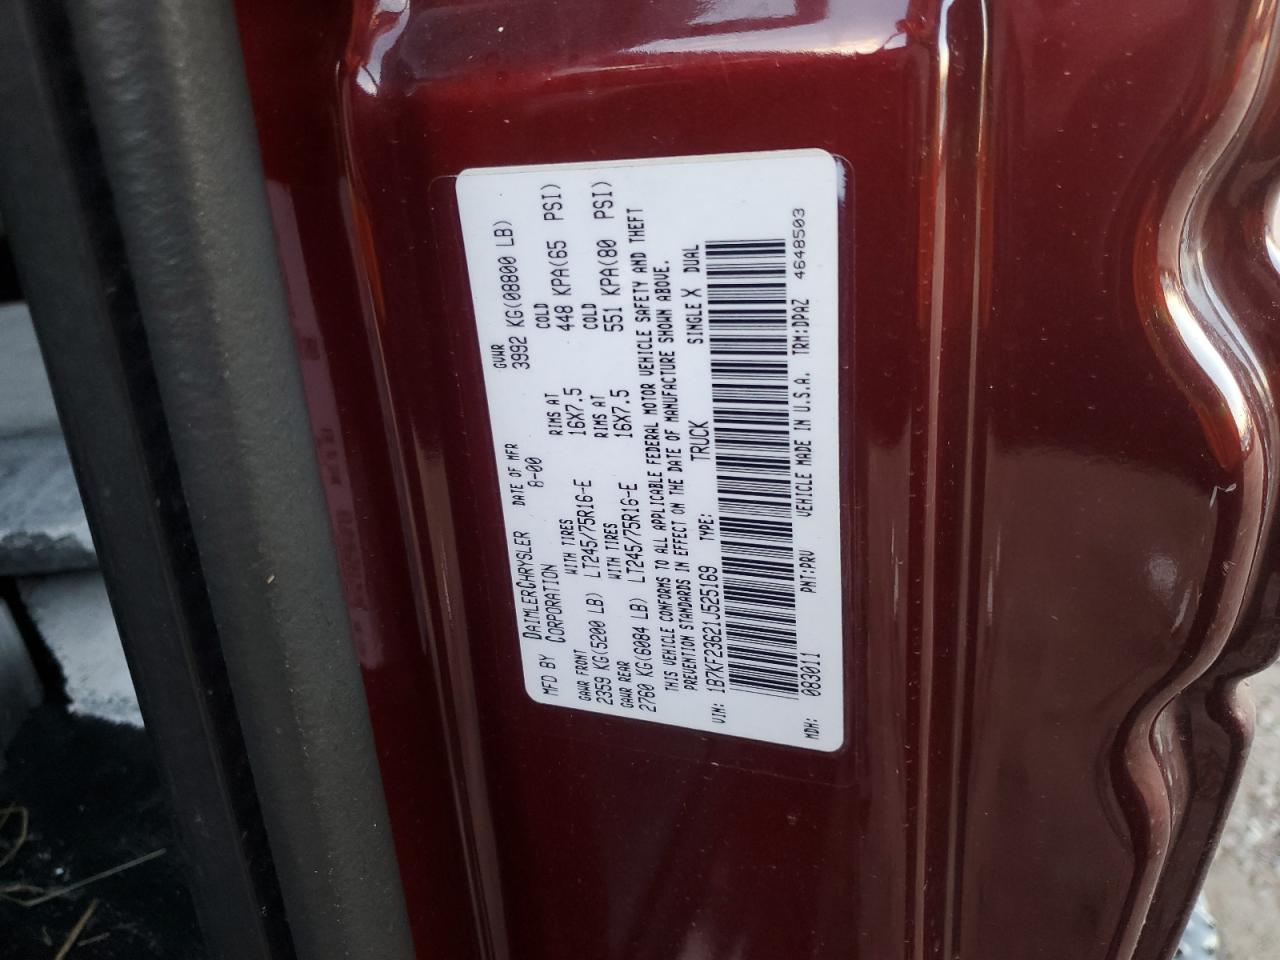 MFD BY DAIMLERCHRYSLER CORPORATION DATE OF MFR 8-00 GVWR 3992 KG(08800 LB)
GAWR FRONT WITH TIRES RIMS AT COLD
2359 KG(5200 LB) LT245/75R16-E 16X7.5 448 KPA(65 PSI)
GAWR REAR WITH TIRES RIMS AT COLD
2760 KG(6084 LB) LT245/75R16-E 16X7.5 551 KPA(80 PSI)
THIS VEHICLE CONFORMS TO ALL APPLICABLE FEDERAL MOTOR VEHICLE SAFETY AND THEFT
PREVENTION STANDARDS IN EFFECT ON THE DATE OF MANUFACTURE SHOWN ABOVE.
VIN: 1B7KF23621J525169 TYPE: TRUCK SINGLE X DUAL
MDH: 083011 PNT:PRV VEHICLE MADE IN U.S.A. TRM:DPAZ 4648503